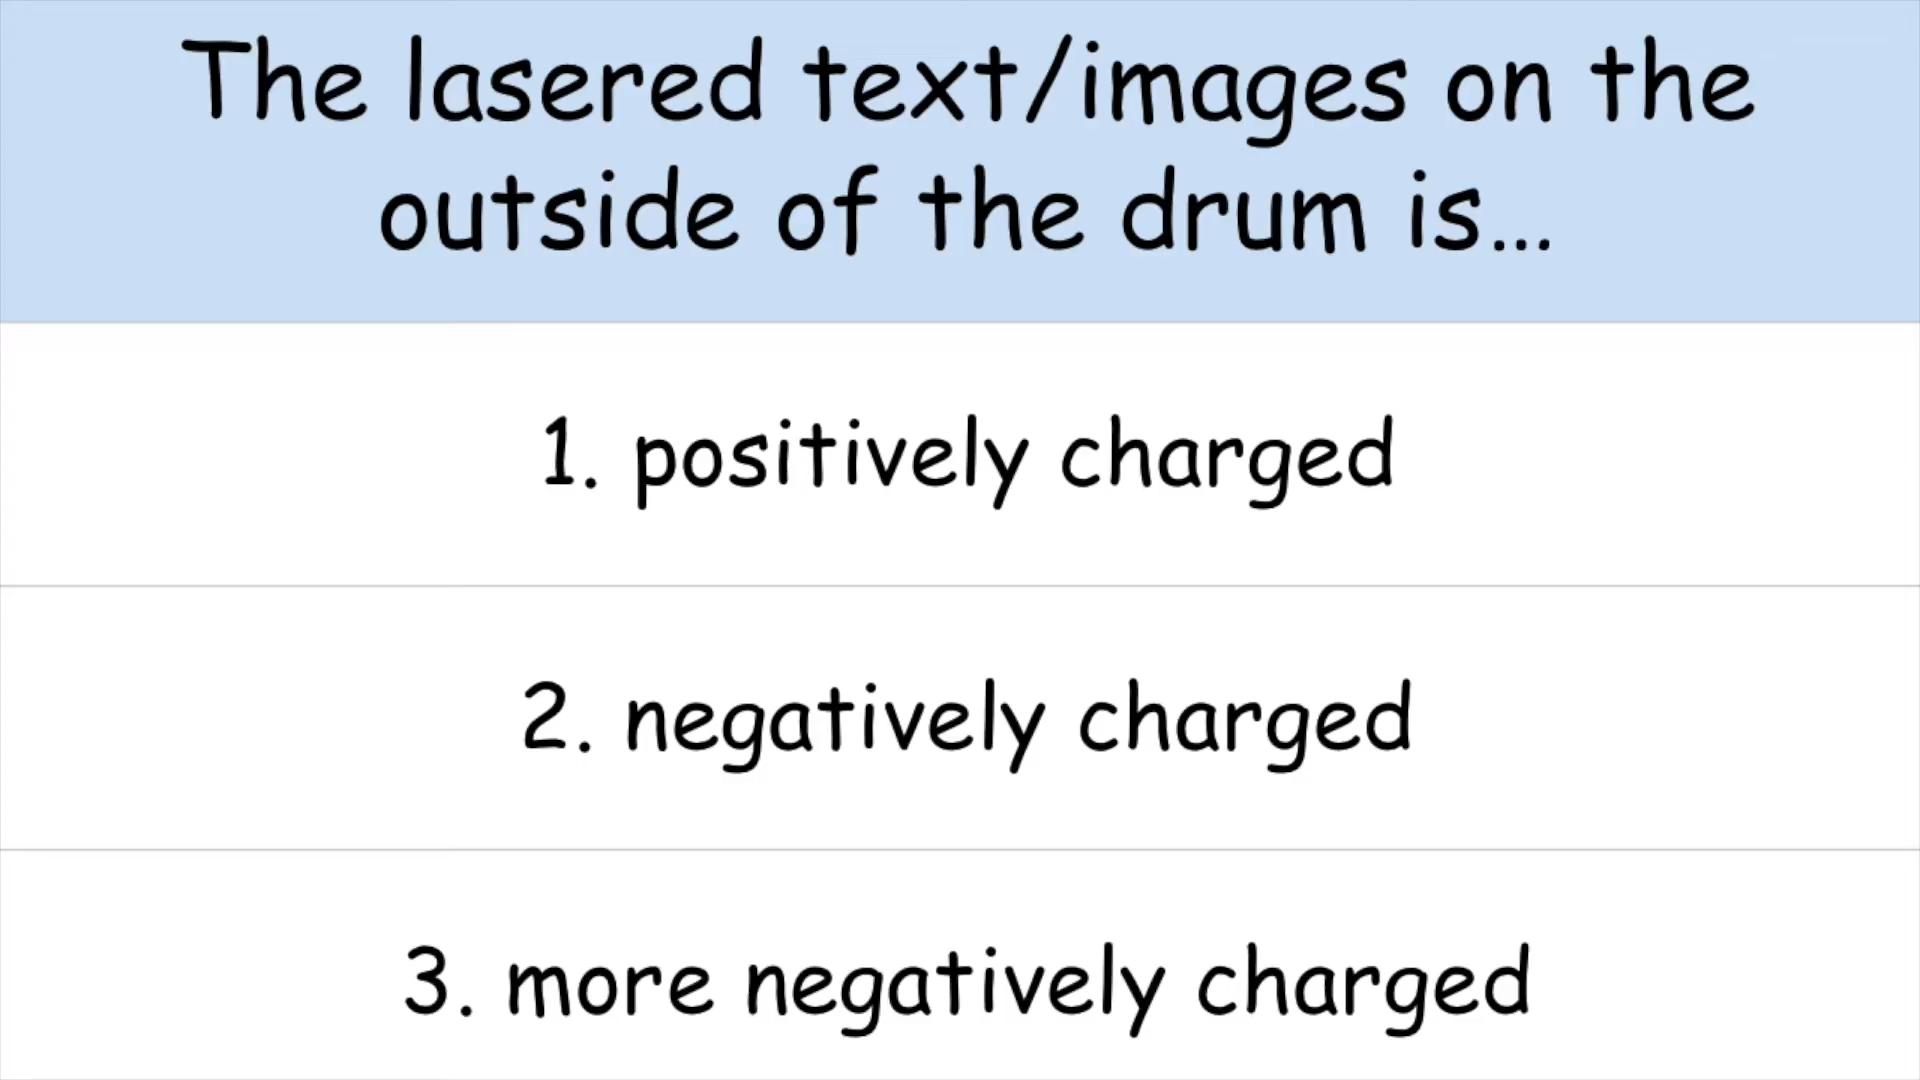 The lasered text/images on the
outside of the drum is...
1. positively charged
2. negatively charged
3. more negatively charged